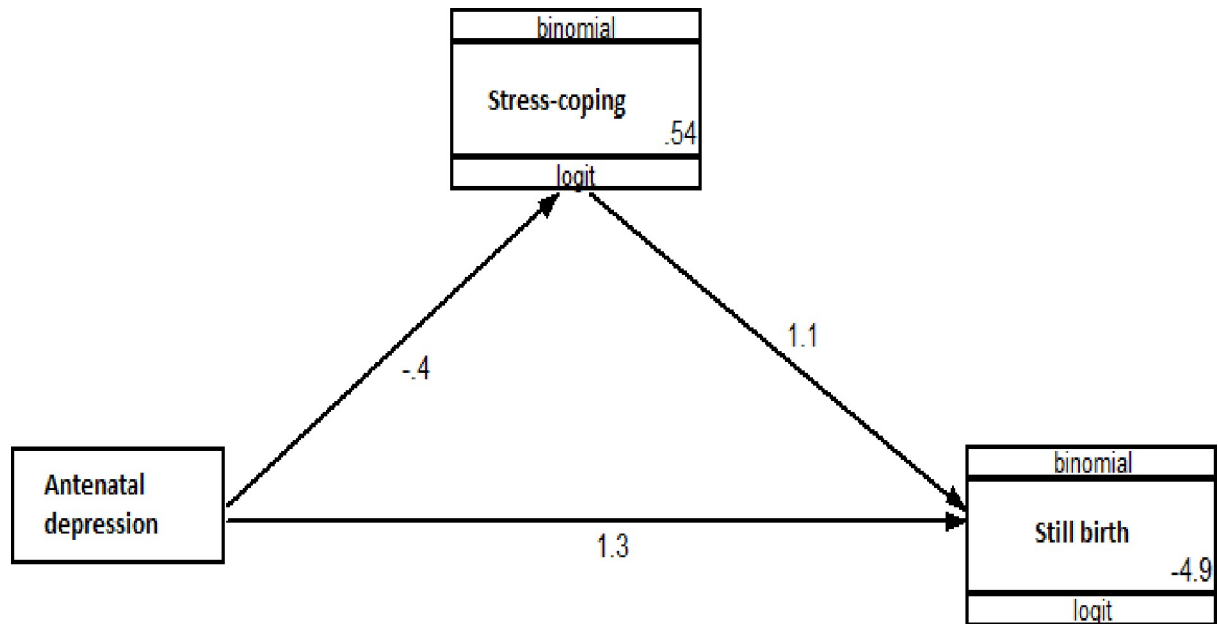 binomial
Stress-coping
.54
logit
-.4
1.1
Antenatal
depression
1.3
binomial
Still birth
-4.9
logit